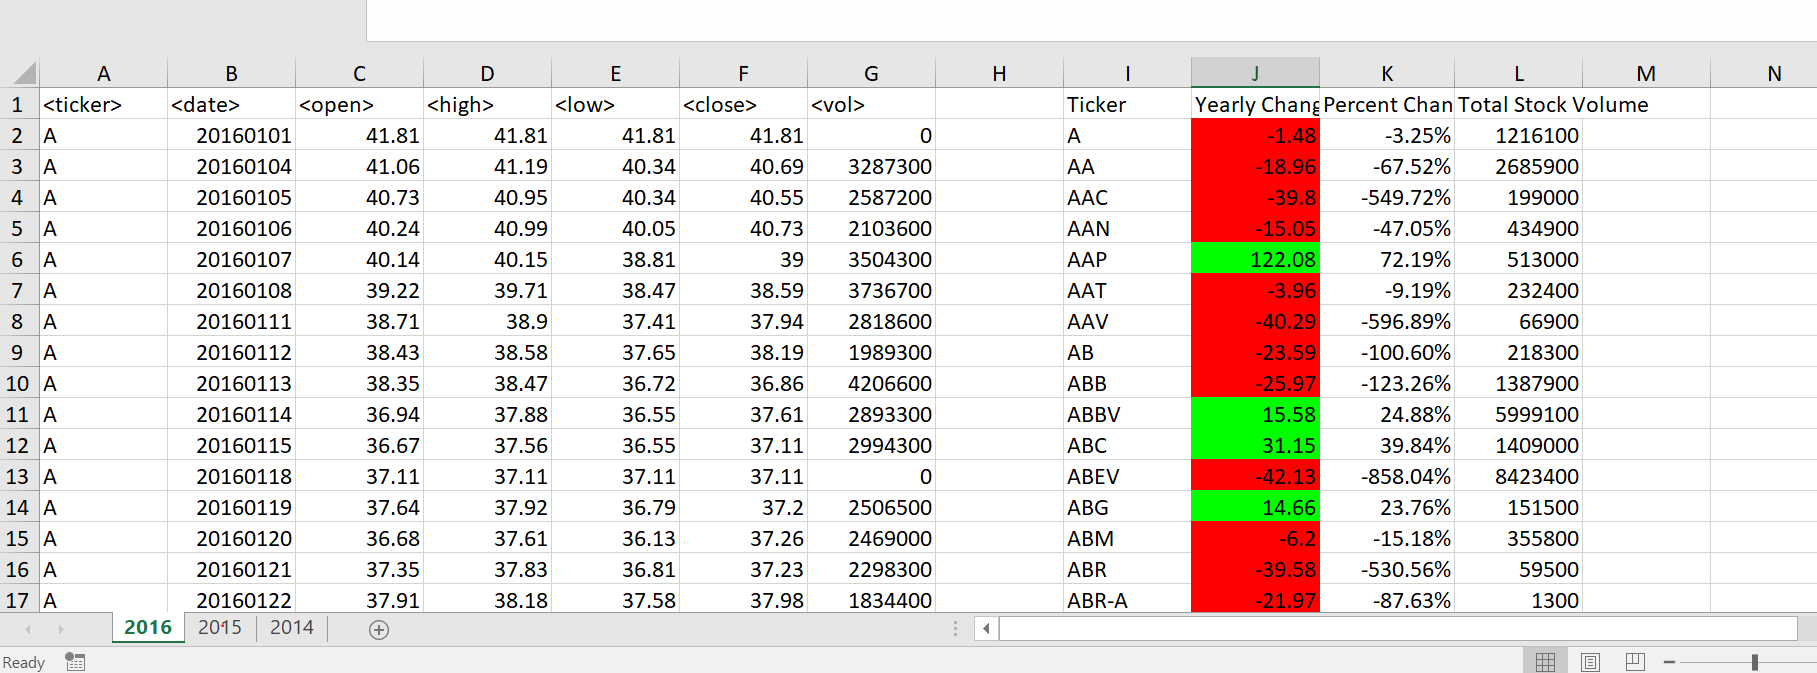 A B C D E F G H I J K L M N
1 <ticker> <date> <open> <high> <low> <close> <vol> Ticker Yearly Chang Percent Chan Total Stock Volume
2 A 20160101 41.81 41.81 41.81 41.81 0 A -1.48 -3.25% 1216100
3 A 20160104 41.06 41.19 40.34 40.69 3287300 AA -18.96 -67.52% 2685900
4 A 20160105 40.73 40.95 40.34 40.55 2587200 AAC -39.8 -549.72% 199000
5 A 20160106 40.24 40.99 40.05 40.73 2103600 AAN -15.05 -47.05% 434900
6 A 20160107 40.14 40.15 38.81 39 3504300 AAP 122.08 72.19% 513000
7 A 20160108 39.22 39.71 38.47 38.59 3736700 AAT -3.96 -9.19% 232400
8 A 20160111 38.71 38.9 37.41 37.94 2818600 AAV -40.29 -596.89% 66900
9 A 20160112 38.43 38.58 37.65 38.19 1989300 AB -23.59 -100.60% 218300
10 A 20160113 38.35 38.47 36.72 36.86 4206600 ABB -25.97 -123.26% 1387900
11 A 20160114 36.94 37.88 36.55 37.61 2893300 ABBV 15.58 24.88% 5999100
12 A 20160115 36.67 37.56 36.55 37.11 2994300 ABC 31.15 39.84% 1409000
13 A 20160118 37.11 37.11 37.11 37.11 0 ABEV -42.13 -858.04% 8423400
14 A 20160119 37.64 37.92 36.79 37.2 2506500 ABG 14.66 23.76% 151500
15 A 20160120 36.68 37.61 36.13 37.26 2469000 ABM -6.2 -15.18% 355800
16 A 20160121 37.35 37.83 36.81 37.23 2298300 ABR -39.58 -530.56% 59500
17 A 20160122 37.91 38.18 37.58 37.98 1834400 ABR-A -21.97 -87.63% 1300
2016 2015 2014
Ready